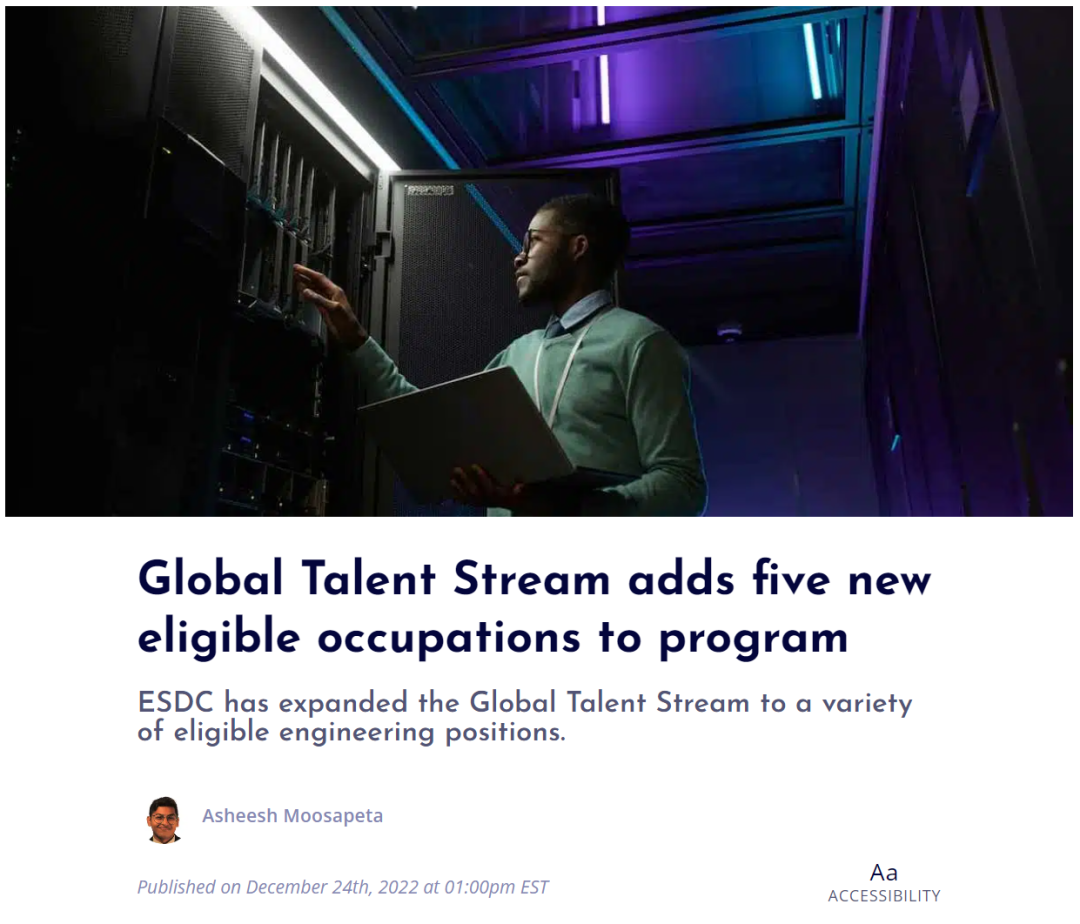 Global Talent Stream adds five new
eligible occupations to program
ESDC has expanded the Global Talent Stream to a variety
of eligible engineering positions.
Asheesh Moosapeta
Published on December 24th, 2022 at 01:00pm EST
Aa
ACCESSIBILITY